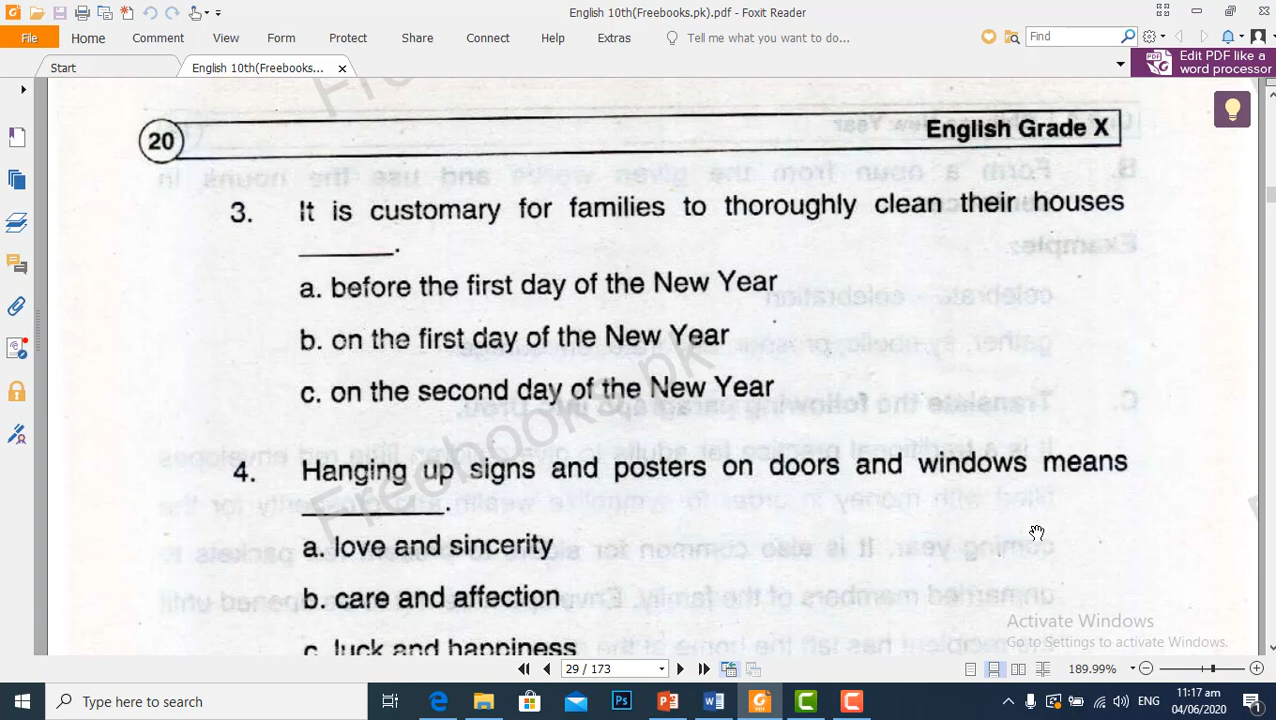 English 10th(Freebooks.pk).pdf - Foxit Reader
File Home Comment View Form Protect Share Connect Help Extras Tell me what you want to do... Find
Start English 10th(Freebooks... Edit PDF like a
word processor
20 English Grade X
3. It is customary for families to thoroughly clean their houses
________.
a. before the first day of the New Year
b. on the first day of the New Year
c. on the second day of the New Year
4. Hanging up signs and posters on doors and windows means
____________.
a. love and sincerity
b. care and affection
c. luck and happiness
Freebooks.pk
Activate Windows
Go to Settings to activate Windows.
29 / 173 189.99%
Type here to search ENG 11:17 am
04/06/2020